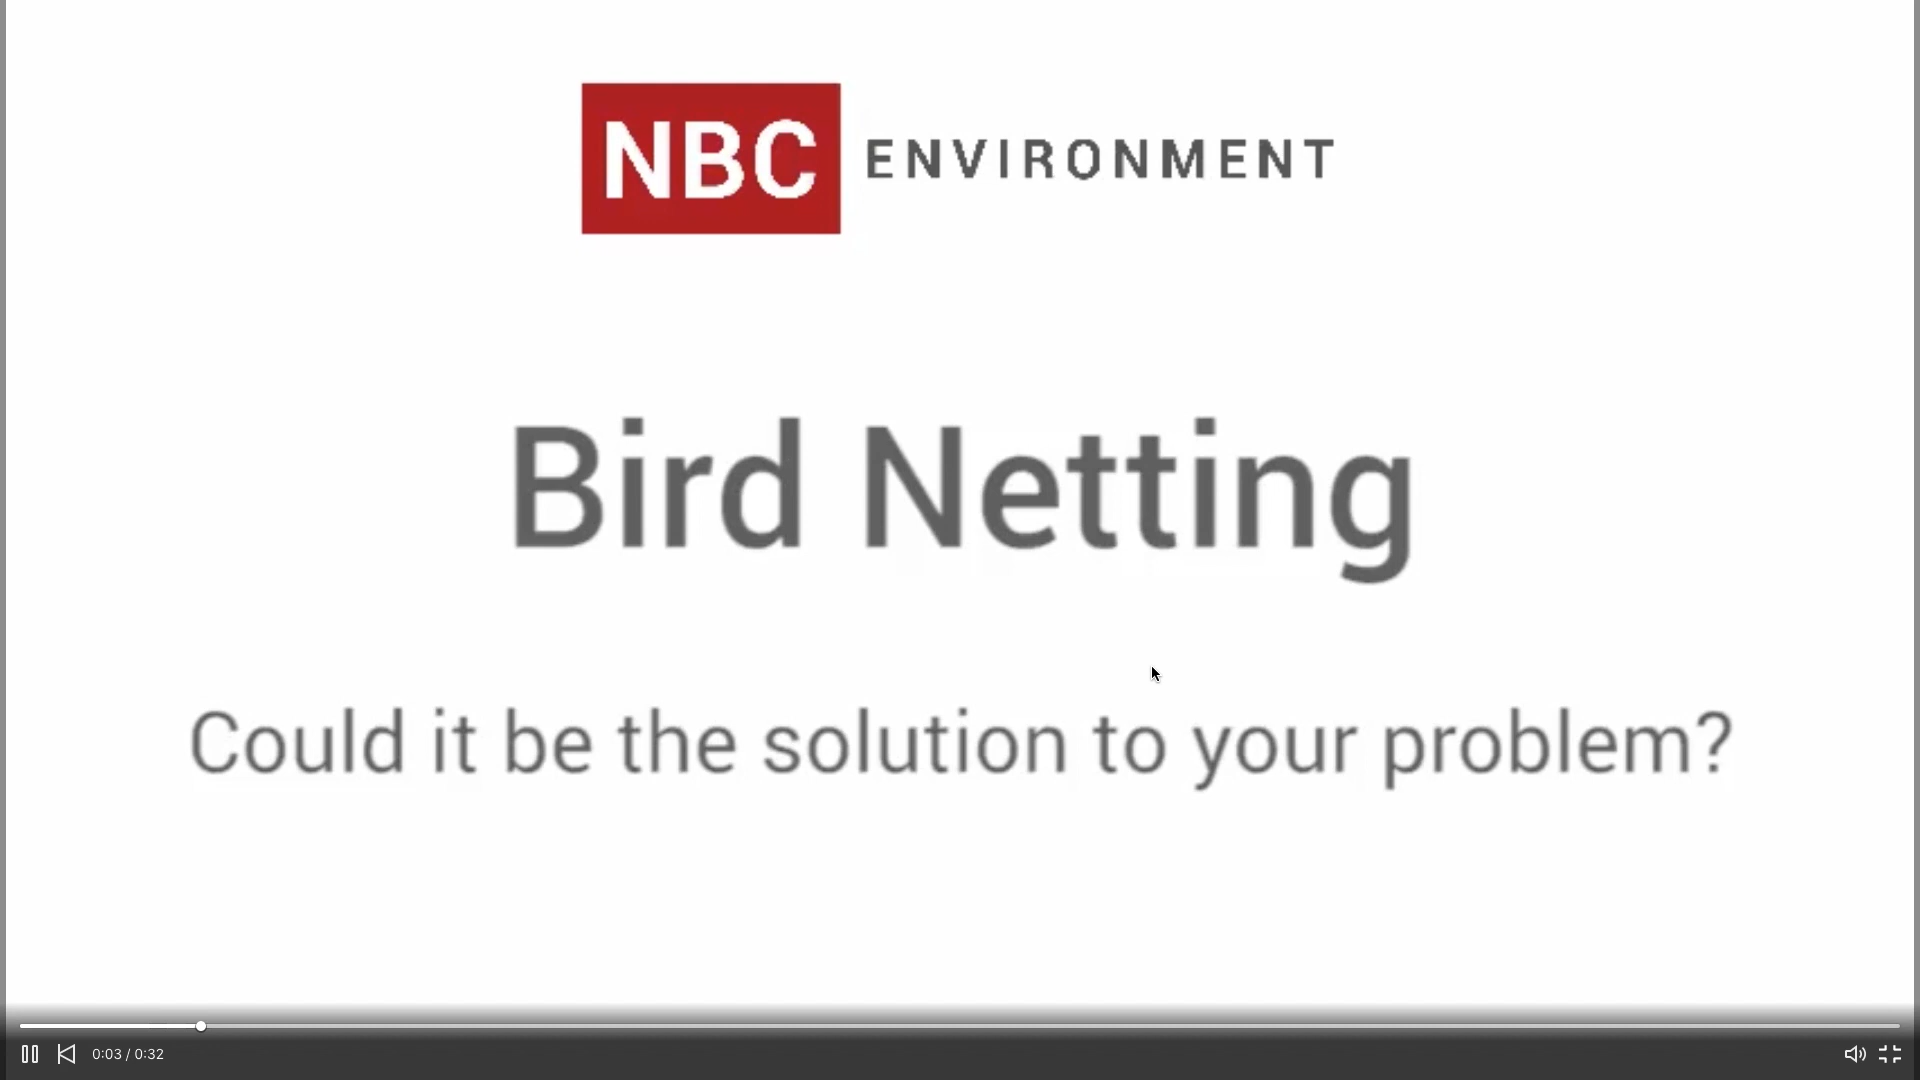 NBC ENVIRONMENT
Bird Netting
Could it be the solution to your problem?
0:03 / 0:32